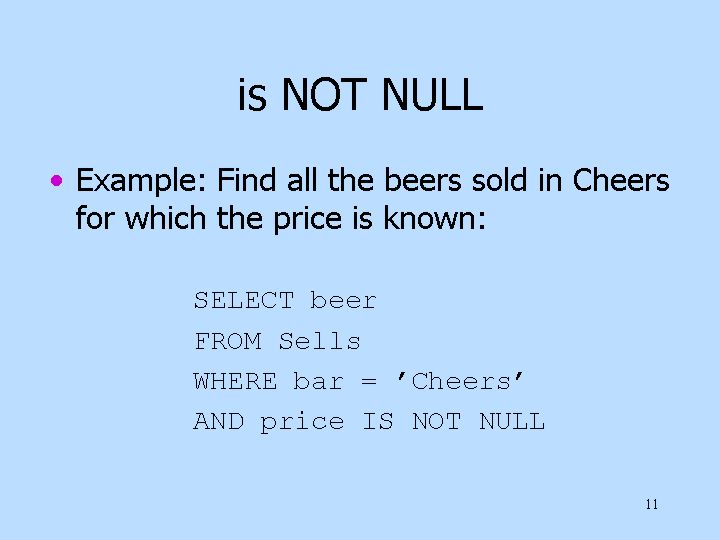 is NOT NULL
• Example: Find all the beers sold in Cheers
for which the price is known:
SELECT beer
FROM Sells
WHERE bar = ’Cheers’
AND price IS NOT NULL
11